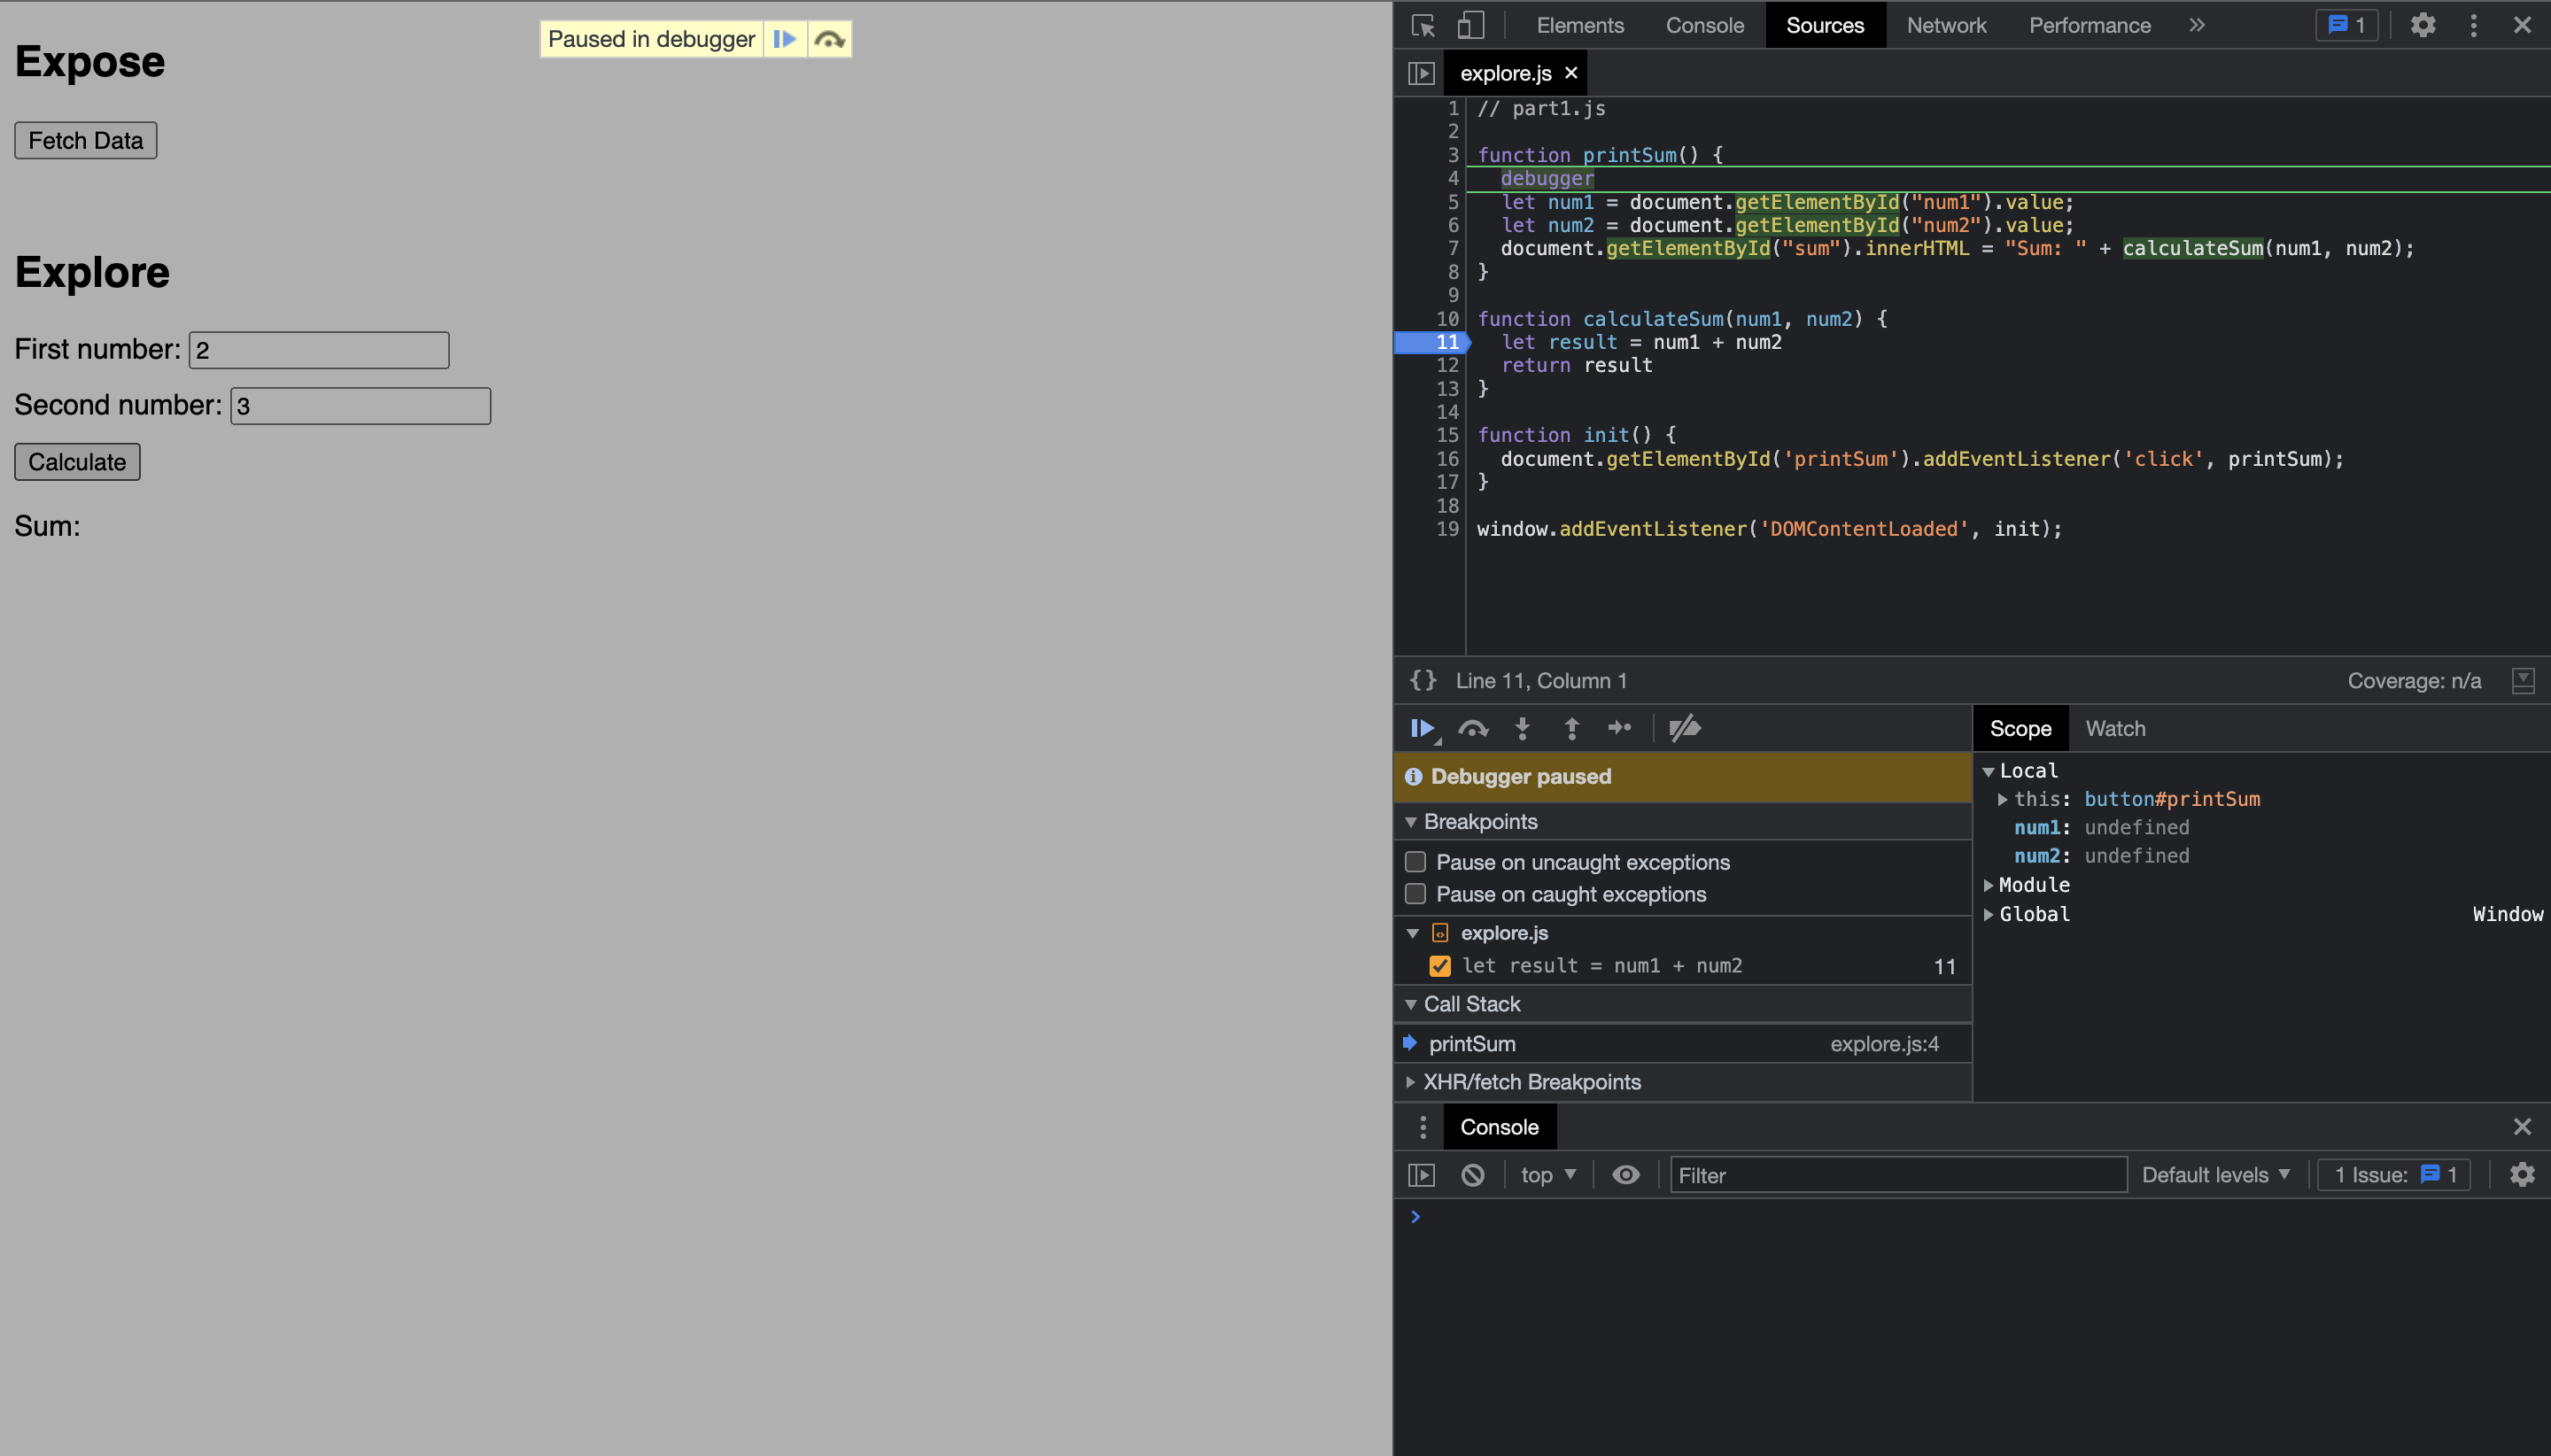 Paused in debugger
Expose
Fetch Data
Explore
First number: 2
Second number: 3
Calculate
Sum:
Elements Console Sources Network Performance 1
explore.js
1 // part1.js
2
3 function printSum() {
4 debugger
5 let num1 = document.getElementById("num1").value;
6 let num2 = document.getElementById("num2").value;
7 document.getElementById("sum").innerHTML = "Sum: " + calculateSum(num1, num2);
8 }
9
10 function calculateSum(num1, num2) {
11 let result = num1 + num2
12 return result
13 }
14
15 function init() {
16 document.getElementById('printSum').addEventListener('click', printSum);
17 }
18
19 window.addEventListener('DOMContentLoaded', init);
{} Line 11, Column 1 Coverage: n/a
Debugger paused
Breakpoints
Pause on uncaught exceptions
Pause on caught exceptions
explore.js
let result = num1 + num2 11
Call Stack
printSum explore.js:4
XHR/fetch Breakpoints
Scope Watch
Local
this: button#printSum
num1: undefined
num2: undefined
Module
Global Window
Console
top Filter Default levels 1 Issue: 1